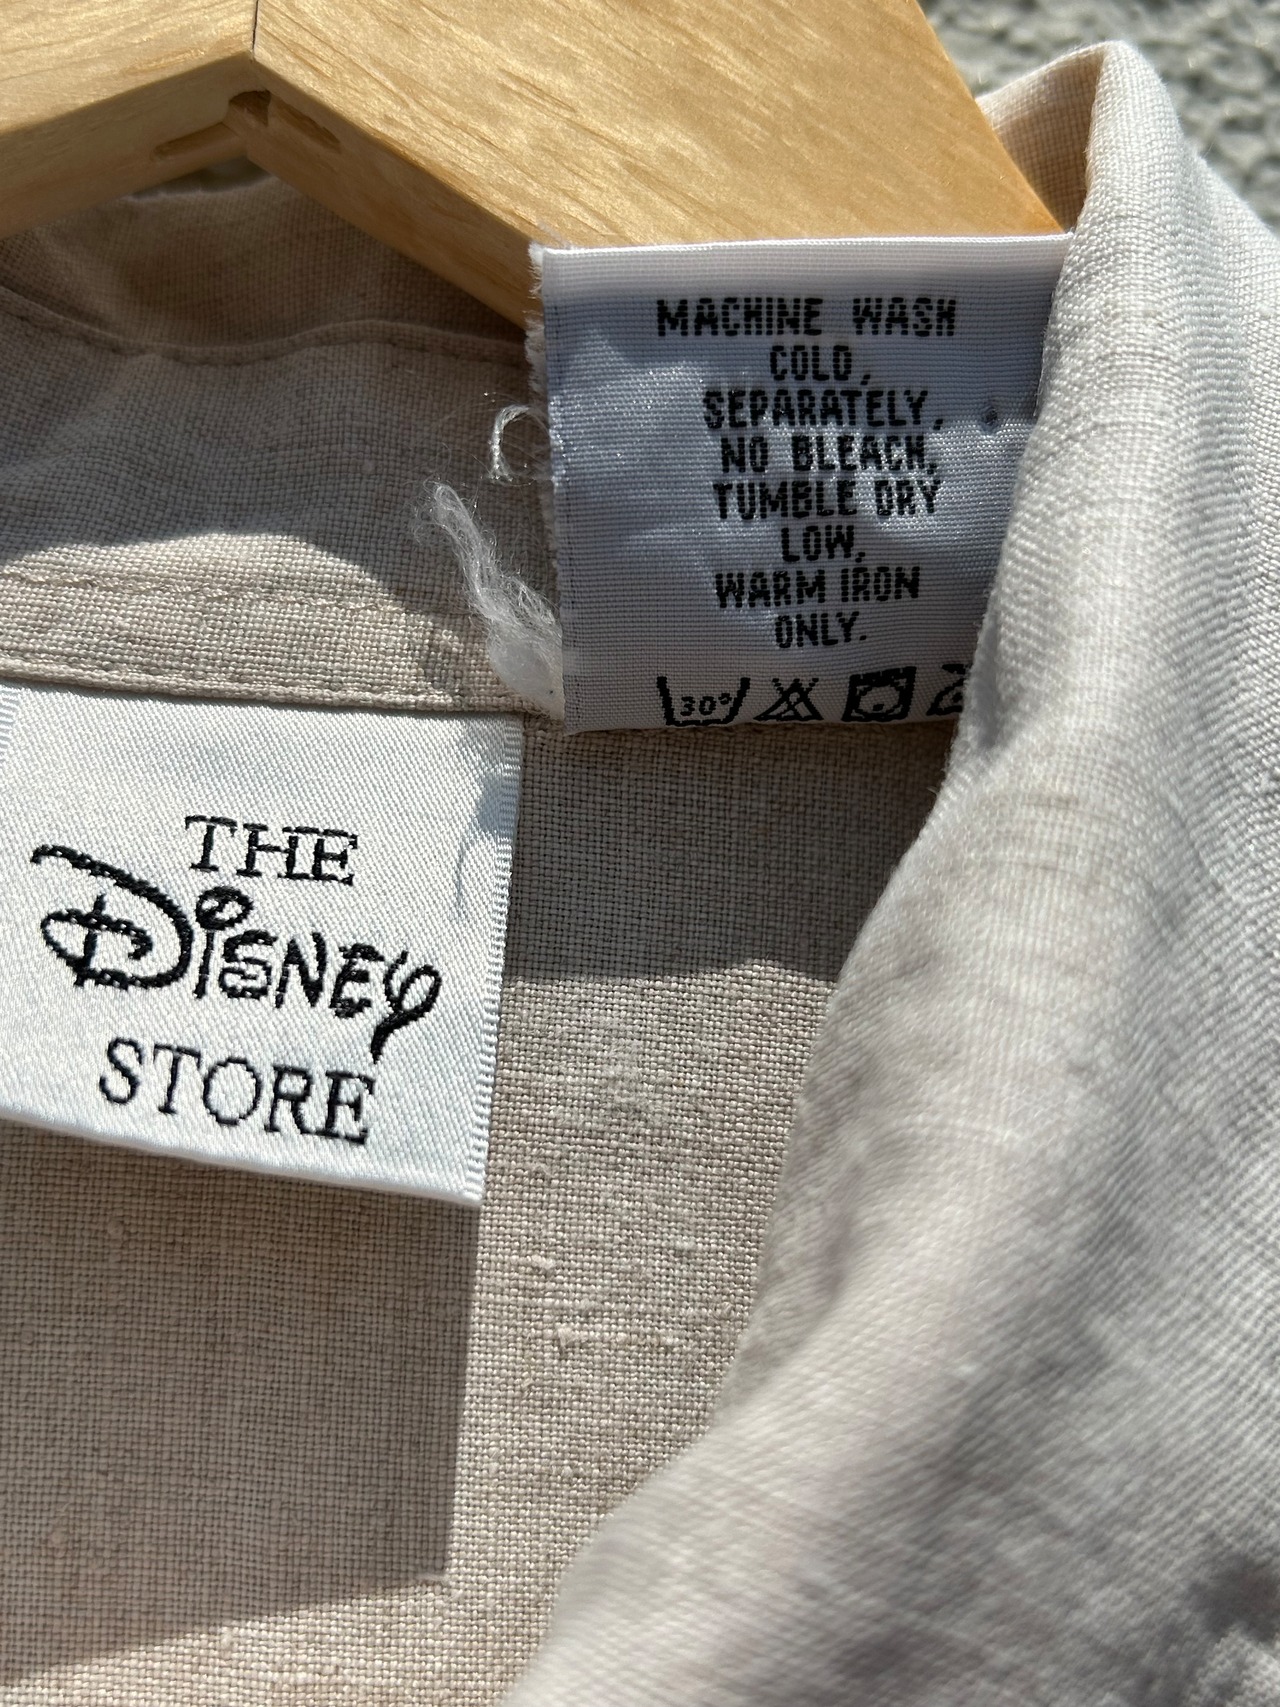 MACHINE WASH
COLD,
SEPARATELY,
NO BLEACH,
TUMBLE DRY
LOW,
WARM IRON
ONLY.
30°
THE
Disney
STORE